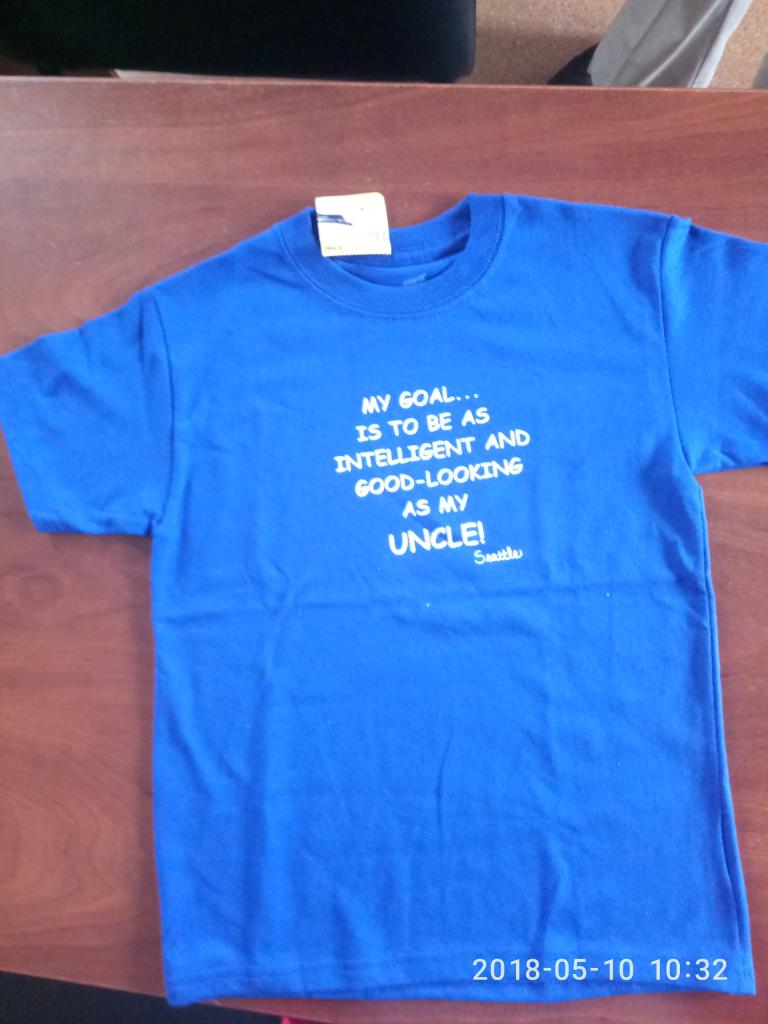 MY GOAL...
IS TO BE AS
INTELLIGENT AND
GOOD-LOOKING
AS MY
UNCLE!
Seattle
2018-05-10 10:32